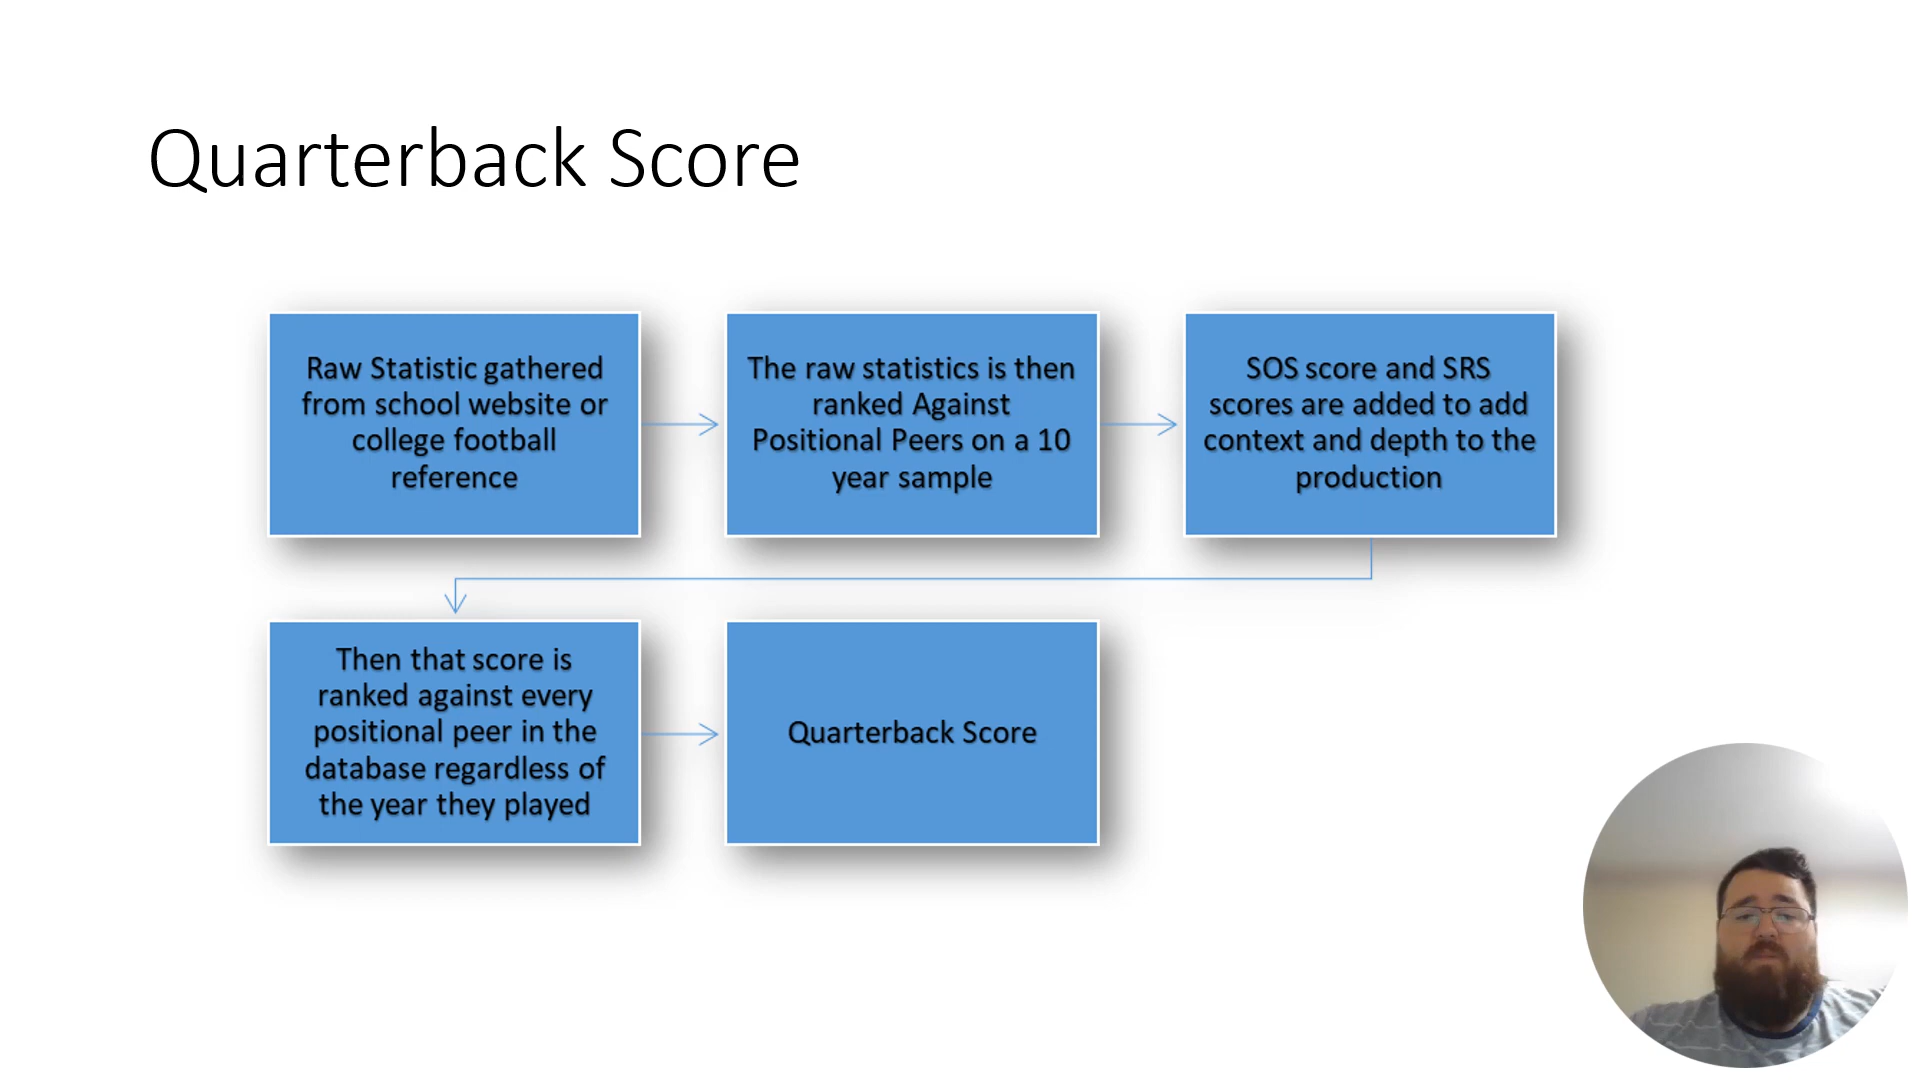 Quarterback Score
Raw Statistic gathered
from school website or
college football
reference
The raw statistics is then
ranked Against
Positional Peers on a 10
year sample
SOS score and SRS
scores are added to add
context and depth to the
production
Then that score is
ranked against every
positional peer in the
database regardless of
the year they played
Quarterback Score